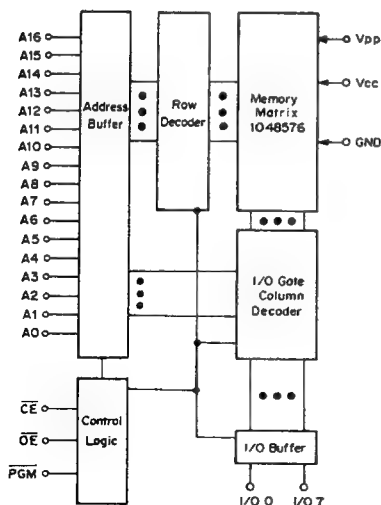 A16
A15
A14
A13
A12
A11
A10
A9
A8
A7
A6
A5
A4
A3
A2
A1
A0
Address
Buffer
Row
Decoder
Memory
Matrix
1048576
Vpp
Vcc
GND
I/O Gate
Column
Decoder
CE
OE
PGM
Control
Logic
I/O Buffer
I/O 0
I/O 7